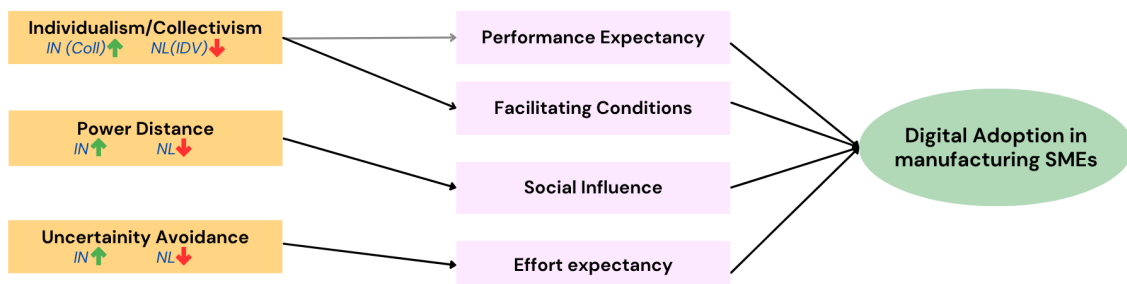 Individualism/Collectivism
IN (Coll) NL(IDV)
Performance Expectancy
Facilitating Conditions
Power Distance
IN NL
Social Influence
Uncertainity Avoidance
IN NL
Effort expectancy
Digital Adoption in
manufacturing SMEs